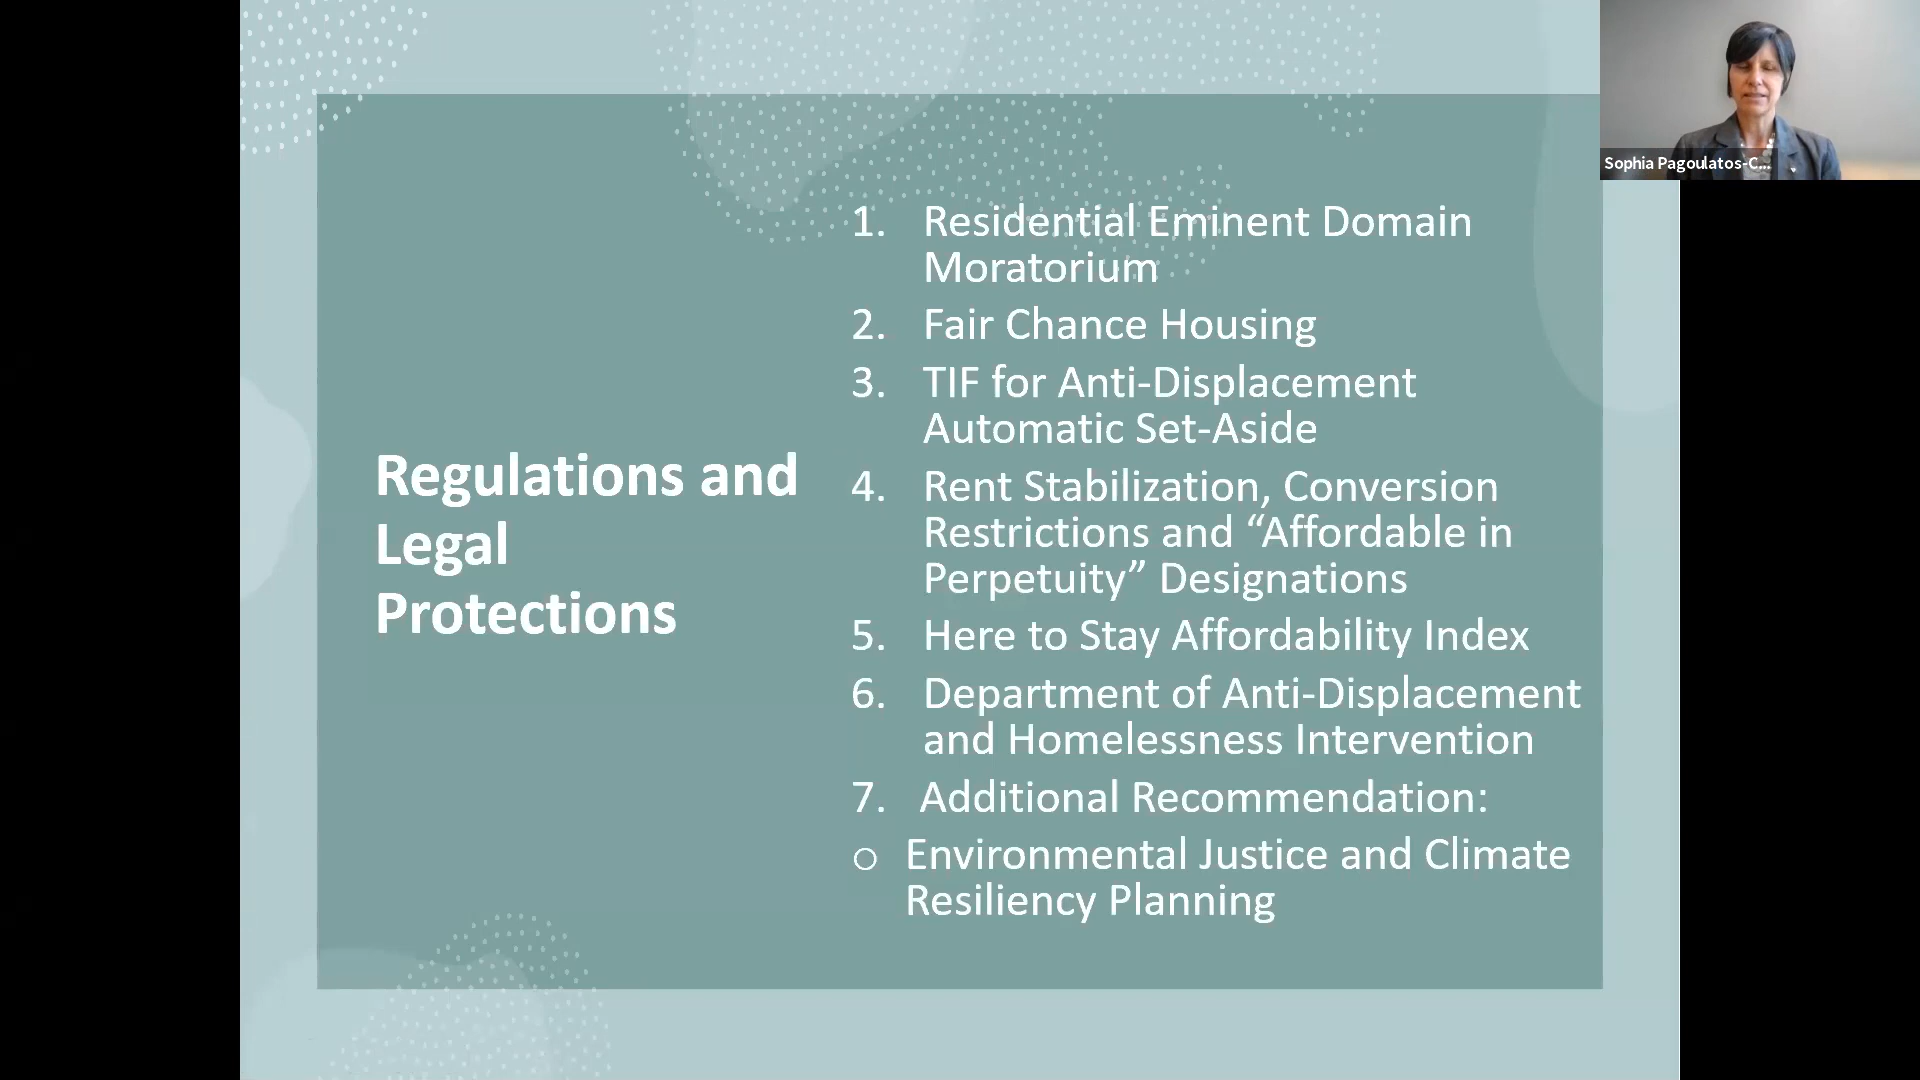 Sophia Pagoulatos-C...
Regulations and
Legal
Protections
1. Residential Eminent Domain
Moratorium
2. Fair Chance Housing
3. TIF for Anti-Displacement
Automatic Set-Aside
4. Rent Stabilization, Conversion
Restrictions and “Affordable in
Perpetuity” Designations
5. Here to Stay Affordability Index
6. Department of Anti-Displacement
and Homelessness Intervention
7. Additional Recommendation:
○ Environmental Justice and Climate
Resiliency Planning